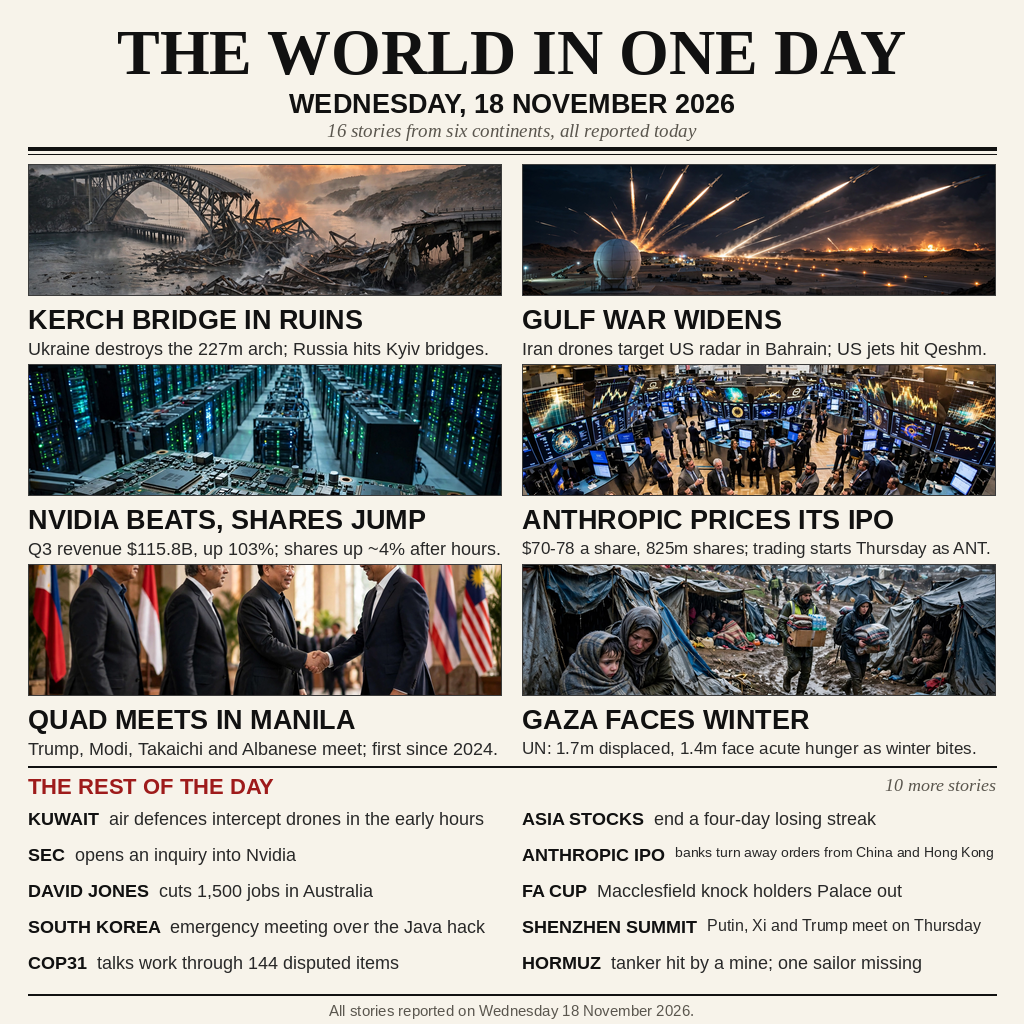 THE WORLD IN ONE DAY
WEDNESDAY, 18 NOVEMBER 2026
16 stories from six continents, all reported today
KERCH BRIDGE IN RUINS
Ukraine destroys the 227m arch; Russia hits Kyiv bridges.
GULF WAR WIDENS
Iran drones target US radar in Bahrain; US jets hit Qeshm.
NVIDIA BEATS, SHARES JUMP
Q3 revenue $115.8B, up 103%; shares up ~4% after hours.
ANTHROPIC PRICES ITS IPO
$70-78 a share, 825m shares; trading starts Thursday as ANT.
QUAD MEETS IN MANILA
Trump, Modi, Takaichi and Albanese meet; first since 2024.
GAZA FACES WINTER
UN: 1.7m displaced, 1.4m face acute hunger as winter bites.
THE REST OF THE DAY
10 more stories
KUWAIT air defences intercept drones in the early hours
SEC opens an inquiry into Nvidia
DAVID JONES cuts 1,500 jobs in Australia
SOUTH KOREA emergency meeting over the Java hack
COP31 talks work through 144 disputed items
ASIA STOCKS end a four-day losing streak
ANTHROPIC IPO banks turn away orders from China and Hong Kong
FA CUP Macclesfield knock holders Palace out
SHENZHEN SUMMIT Putin, Xi and Trump meet on Thursday
HORMUZ tanker hit by a mine; one sailor missing
All stories reported on Wednesday 18 November 2026.